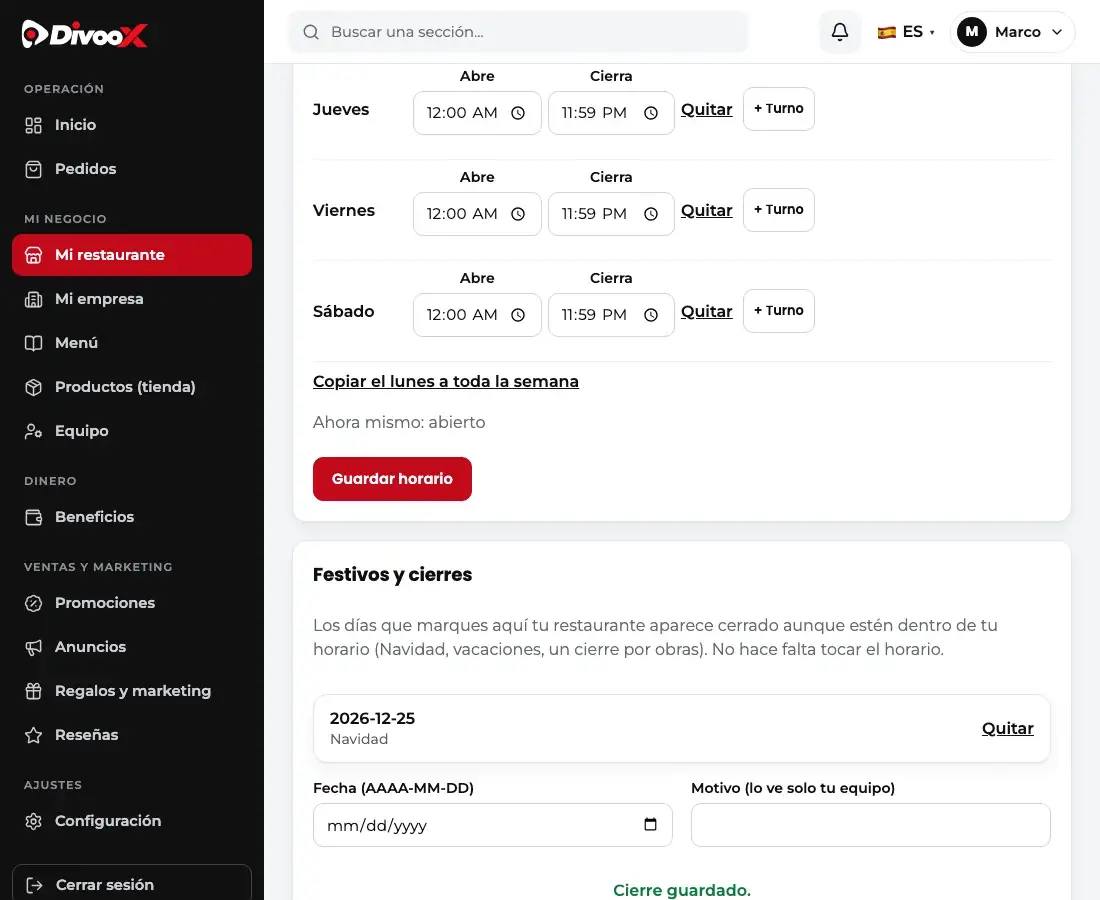 DivooX
Buscar una sección...
ES
M
Marco
OPERACIÓN
Inicio
Pedidos
MI NEGOCIO
Mi restaurante
Mi empresa
Menú
Productos (tienda)
Equipo
DINERO
Beneficios
VENTAS Y MARKETING
Promociones
Anuncios
Regalos y marketing
Reseñas
AJUSTES
Configuración
Cerrar sesión
Abre Cierra
Jueves 12:00 AM 11:59 PM Quitar + Turno
Abre Cierra
Viernes 12:00 AM 11:59 PM Quitar + Turno
Abre Cierra
Sábado 12:00 AM 11:59 PM Quitar + Turno
Copiar el lunes a toda la semana
Ahora mismo: abierto
Guardar horario
Festivos y cierres
Los días que marques aquí tu restaurante aparece cerrado aunque estén dentro de tu
horario (Navidad, vacaciones, un cierre por obras). No hace falta tocar el horario.
2026-12-25
Navidad
Quitar
Fecha (AAAA-MM-DD) Motivo (lo ve solo tu equipo)
mm/dd/yyyy
Cierre guardado.